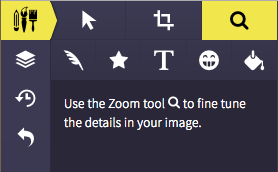 T
Use the Zoom tool to fine tune
the details in your image.